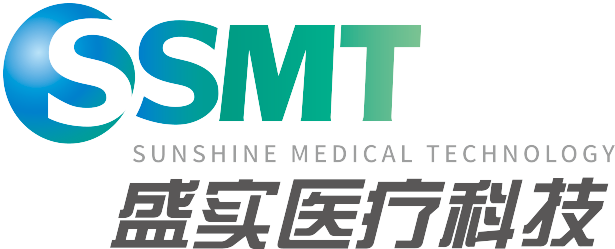 SSMT
SUNSHINE MEDICAL TECHNOLOGY
盛实医疗科技